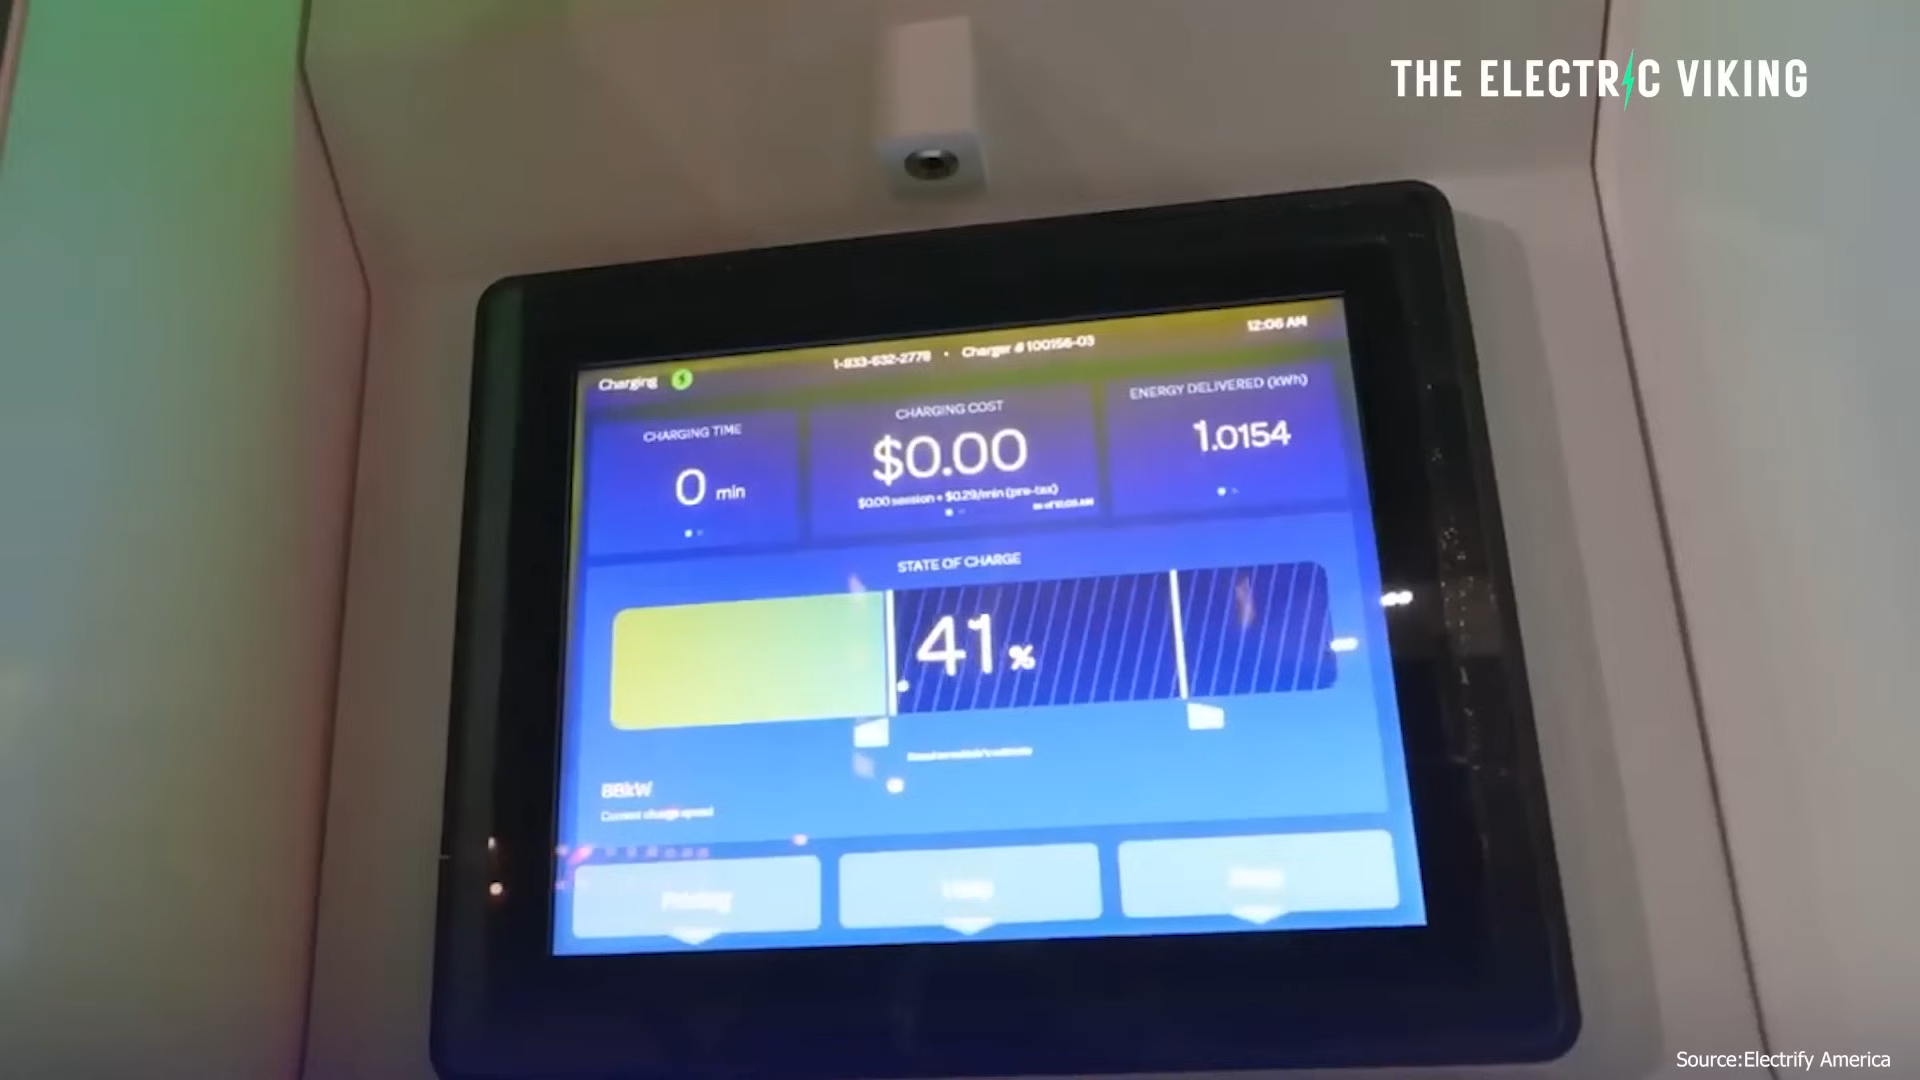 THE ELECTRIC VIKING
12:06 AM
1-833-632-2778 • Charger # 100156-03
Charging
CHARGING TIME
0 min
CHARGING COST
$0.00
$0.00 session + $0.29/min (pre-tax)
ENERGY DELIVERED (kWh)
1.0154
STATE OF CHARGE
41 %
88kW
Current charge speed
Source:Electrify America